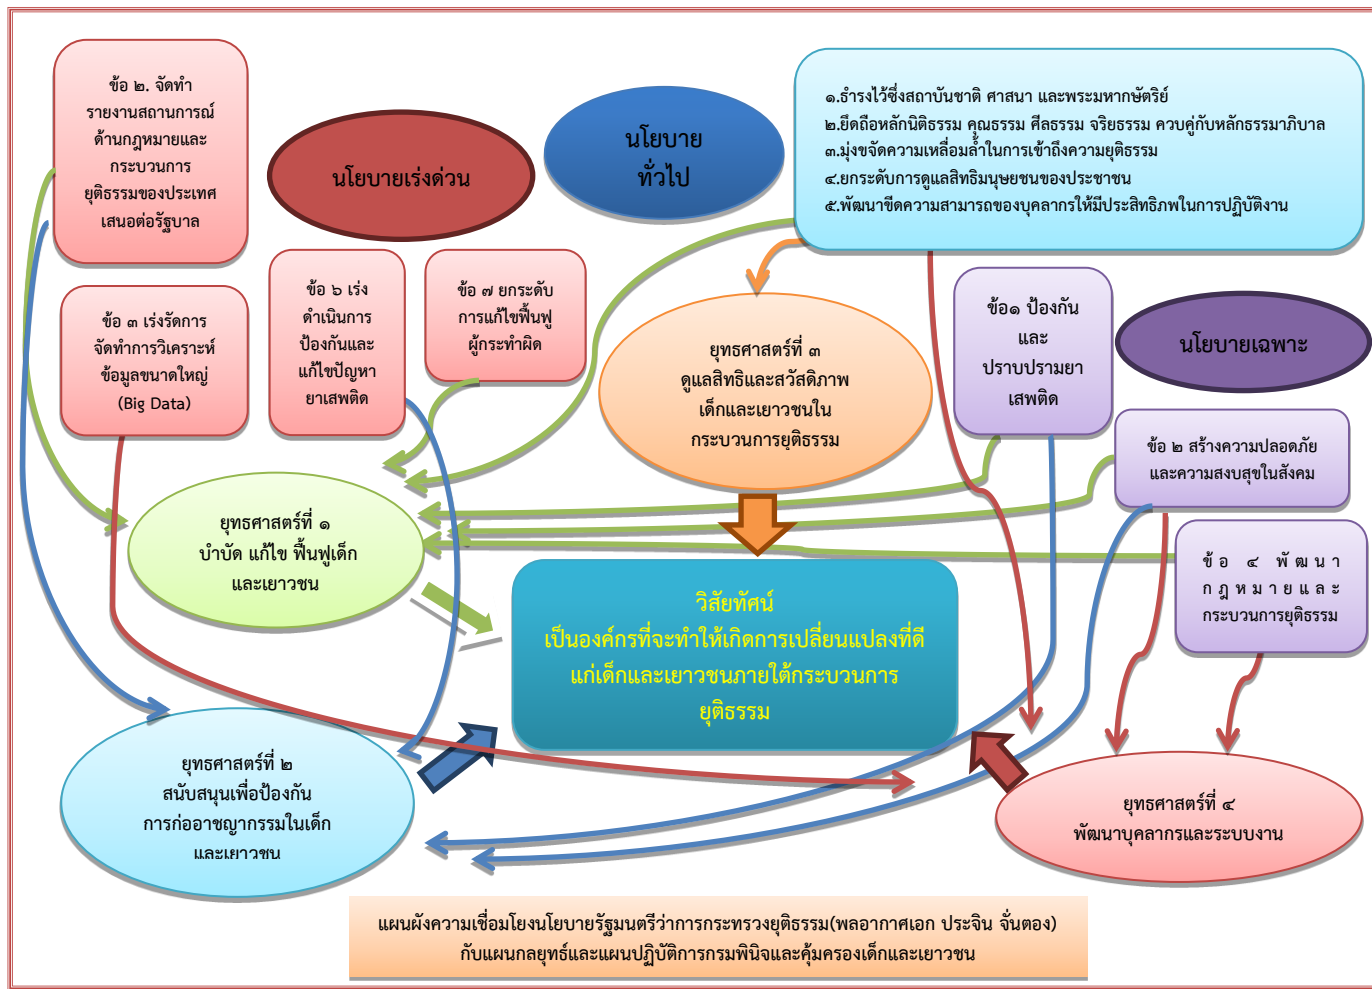 ข้อ ๒. จัดทำ
รายงานสถานการณ์
ด้านกฎหมายและ
กระบวนการ
ยุติธรรมของประเทศ
เสนอต่อรัฐบาล
นโยบายเร่งด่วน
นโยบาย
ทั่วไป
๑.ธำรงไว้ซึ่งสถาบันชาติ ศาสนา และพระมหากษัตริย์
๒.ยึดถือหลักนิติธรรม คุณธรรม ศีลธรรม จริยธรรม ควบคู่กับหลักธรรมาภิบาล
๓.มุ่งขจัดความเหลื่อมล้ำในการเข้าถึงความยุติธรรม
๔.ยกระดับการดูแลสิทธิมนุษยชนของประชาชน
๕.พัฒนาขีดความสามารถของบุคลากรให้มีประสิทธิภาพในการปฏิบัติงาน
ข้อ ๓ เร่งรัดการ
จัดทำการวิเคราะห์
ข้อมูลขนาดใหญ่
(Big Data)
ข้อ ๖ เร่ง
ดำเนินการ
ป้องกันและ
แก้ไขปัญหา
ยาเสพติด
ข้อ ๗ ยกระดับ
การแก้ไขฟื้นฟู
ผู้กระทำผิด
ยุทธศาสตร์ที่ ๓
ดูแลสิทธิและสวัสดิภาพ
เด็กและเยาวชนใน
กระบวนการยุติธรรม
ข้อ๑ ป้องกัน
และ
ปราบปรามยา
เสพติด
นโยบายเฉพาะ
ข้อ ๒ สร้างความปลอดภัย
และความสงบสุขในสังคม
ข้อ ๔ พัฒนา
กฎหมายและ
กระบวนการยุติธรรม
ยุทธศาสตร์ที่ ๑
บำบัด แก้ไข ฟื้นฟูเด็ก
และเยาวชน
วิสัยทัศน์
เป็นองค์กรที่จะทำให้เกิดการเปลี่ยนแปลงที่ดี
แก่เด็กและเยาวชนภายใต้กระบวนการ
ยุติธรรม
ยุทธศาสตร์ที่ ๒
สนับสนุนเพื่อป้องกัน
การก่ออาชญากรรมในเด็ก
และเยาวชน
ยุทธศาสตร์ที่ ๔
พัฒนาบุคลากรและระบบงาน
แผนผังความเชื่อมโยงนโยบายรัฐมนตรีว่าการกระทรวงยุติธรรม(พลอากาศเอก ประจิน จั่นตอง)
กับแผนกลยุทธ์และแผนปฏิบัติการกรมพินิจและคุ้มครองเด็กและเยาวชน